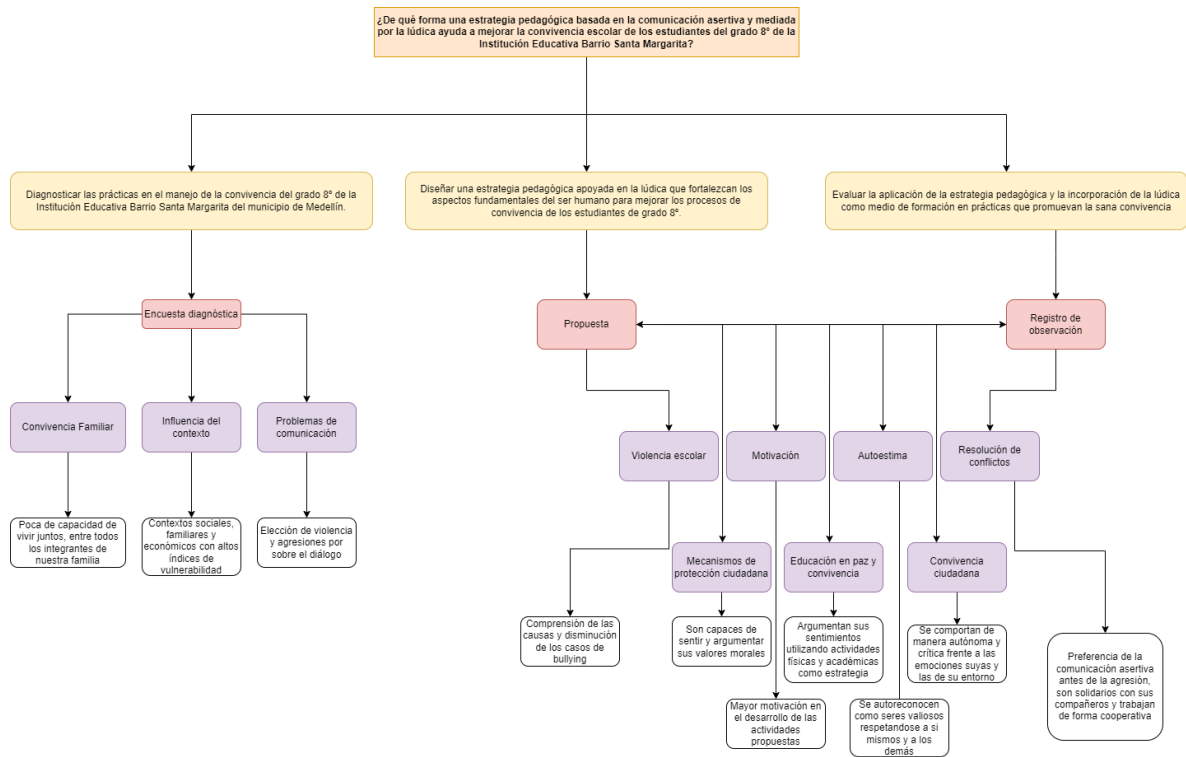 ¿De qué forma una estrategia pedagógica basada en la comunicación asertiva y mediada
por la lúdica ayuda a mejorar la convivencia escolar de los estudiantes del grado 8° de la
Institución Educativa Barrio Santa Margarita?
Diagnosticar las prácticas en el manejo de la convivencia del grado 8º de la
Institución Educativa Barrio Santa Margarita del municipio de Medellín.
Diseñar una estrategia pedagógica apoyada en la lúdica que fortalezcan los
aspectos fundamentales del ser humano para mejorar los procesos de
convivencia de los estudiantes de grado 8º.
Evaluar la aplicación de la estrategia pedagógica y la incorporación de la lúdica
como medio de formación en prácticas que promuevan la sana convivencia
Encuesta diagnóstica
Propuesta
Registro de
observación
Convivencia Familiar
Influencia del
contexto
Problemas de
comunicación
Violencia escolar
Motivación
Autoestima
Resolución de
conflictos
Poca de capacidad de
vivir juntos, entre todos
los integrantes de
nuestra familia
Contextos sociales,
familiares y
económicos con altos
índices de
vulnerabilidad
Elección de violencia
y agresiones por
sobre el diálogo
Mecanismos de
protección ciudadana
Educación en paz y
convivencia
Convivencia
ciudadana
Comprensión de las
causas y disminución
de los casos de
bullying
Son capaces de
sentir y argumentar
sus valores morales
Argumentan sus
sentimientos
utilizando actividades
físicas y académicas
como estrategia
Se comportan de
manera autónoma y
crítica frente a las
emociones suyas y
las de su entorno
Preferencia de la
comunicación asertiva
antes de la agresión,
son solidarios con sus
compañeros y trabajan
de forma cooperativa
Mayor motivación en
el desarrollo de las
actividades
propuestas
Se autoreconocen
como seres valiosos
respetandose a si
mismos y a los
demás